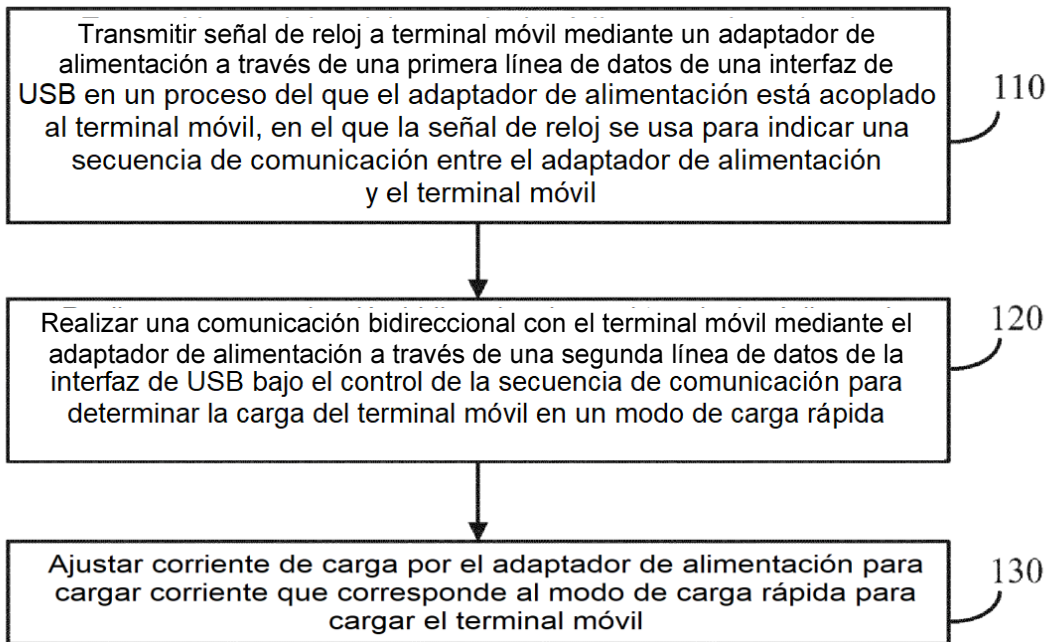 Transmitir señal de reloj a terminal móvil mediante un adaptador de
alimentación a través de una primera línea de datos de una interfaz de
USB en un proceso del que el adaptador de alimentación está acoplado
al terminal móvil, en el que la señal de reloj se usa para indicar una
secuencia de comunicación entre el adaptador de alimentación
y el terminal móvil
110
Realizar una comunicación bidireccional con el terminal móvil mediante el
adaptador de alimentación a través de una segunda línea de datos de la
interfaz de USB bajo el control de la secuencia de comunicación para
determinar la carga del terminal móvil en un modo de carga rápida
120
Ajustar corriente de carga por el adaptador de alimentación para
cargar corriente que corresponde al modo de carga rápida para
cargar el terminal móvil
130